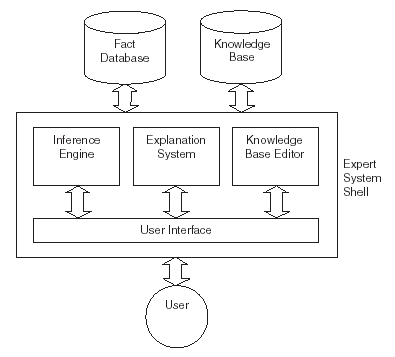 Fact
Database
Knowledge
Base
Inference
Engine
Explanation
System
Knowledge
Base Editor
Expert
System
Shell
User Interface
User